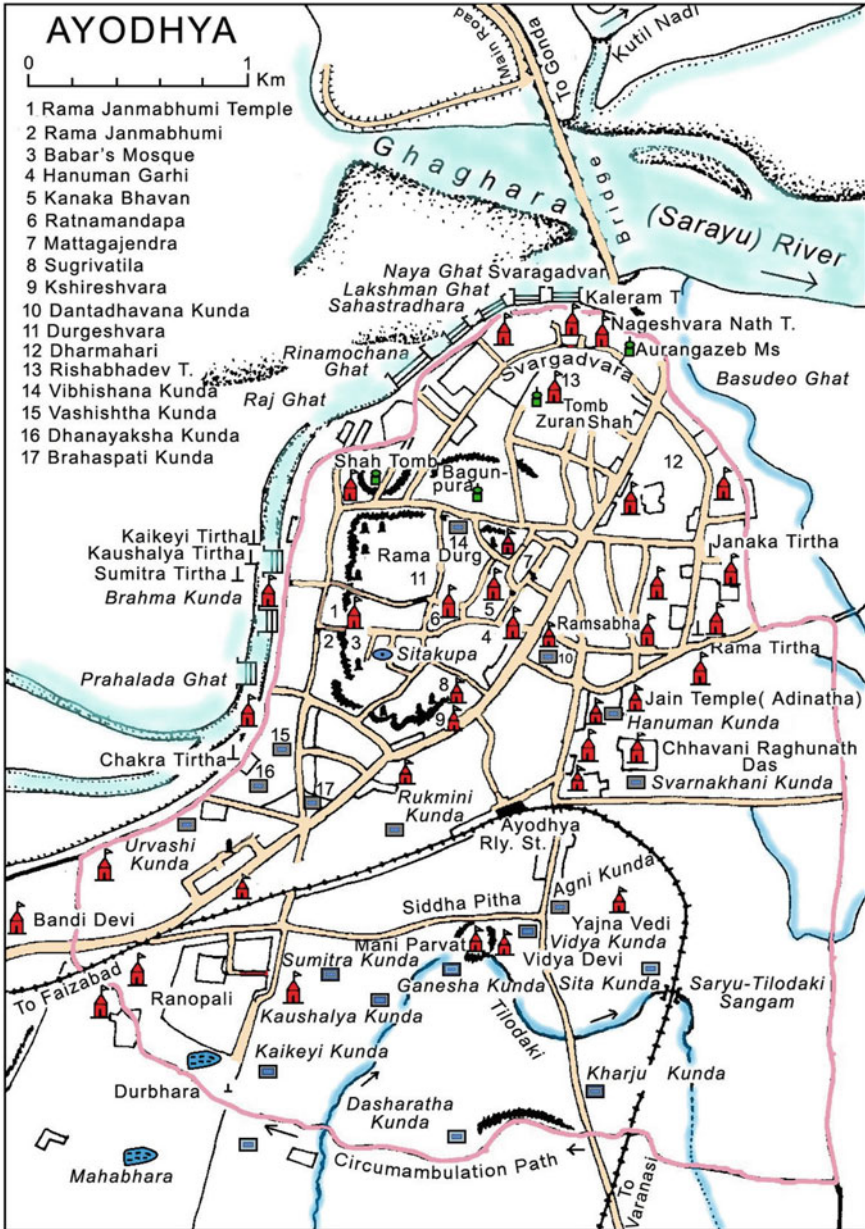 AYODHYA
0 1
Km
1 Rama Janmabhumi Temple
2 Rama Janmabhumi
3 Babar's Mosque
4 Hanuman Garhi
5 Kanaka Bhavan
6 Ratnamandapa
7 Mattagajendra
8 Sugrivatila
9 Kshireshvara
10 Dantadhavana Kunda
11 Durgeshvara
12 Dharmahari
13 Rishabhadev T.
14 Vibhishana Kunda
15 Vashishtha Kunda
16 Dhanayaksha Kunda
17 Brahaspati Kunda
Main Road
To Gonda
Kutil Nadi
Ghaghara
Bridge
(Sarayu) River
Naya Ghat Svaragadvar
Lakshman Ghat
Sahastradhara
Kaleram T
Nageshvara Nath T.
Aurangazeb Ms
Rinamochana
Ghat
Svargadvara
Basudeo Ghat
Raj Ghat
13
Tomb
Zuran Shah
12
Shah Tomb
Bagun-
pura
Kaikeyi Tirtha
Kaushalya Tirtha
Sumitra Tirtha
Brahma Kunda
14
Rama Durg
7
Janaka Tirtha
11
5
1
6
Ramsabha
2 3
4
Sitakupa
10
Rama Tirtha
Prahalada Ghat
8
9
Jain Temple( Adinatha)
Hanuman Kunda
15
Chakra Tirtha
Chhavani Raghunath
Das
16
17
Rukmini
Kunda
Svarnakhani Kunda
Urvashi
Kunda
Ayodhya
Rly. St.
Agni Kunda
Bandi Devi
Siddha Pitha
Yajna Vedi
Mani Parvat
Vidya Kunda
Vidya Devi
Sumitra Kunda
Ganesha Kunda
Sita Kunda
Saryu-Tilodaki
Sangam
To Faizabad
Ranopali
Kaushalya Kunda
Tilodaki
Kaikeyi Kunda
Kharju Kunda
Durbhara
Dasharatha
Kunda
Mahabhara
Circumambulation Path
To
Varanasi